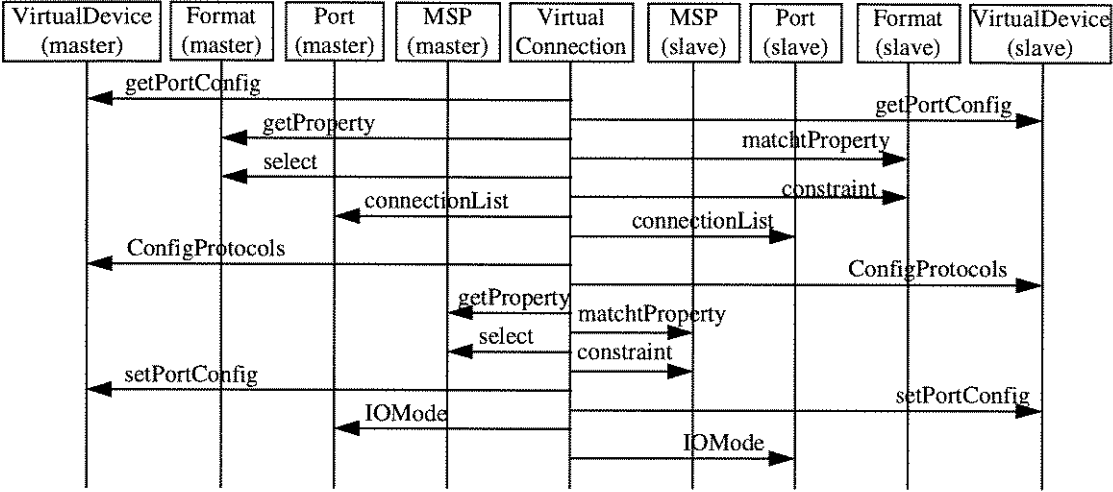 VirtualDevice Format Port MSP Virtual MSP Port Format VirtualDevice
(master) (master) (master) (master) Connection (slave) (slave) (slave) (slave)
getPortConfig
getPortConfig
getProperty
matchtProperty
select
constraint
connectionList
connectionList
ConfigProtocols
ConfigProtocols
getProperty
matchtProperty
select
constraint
setPortConfig
setPortConfig
IOMode
IOMode